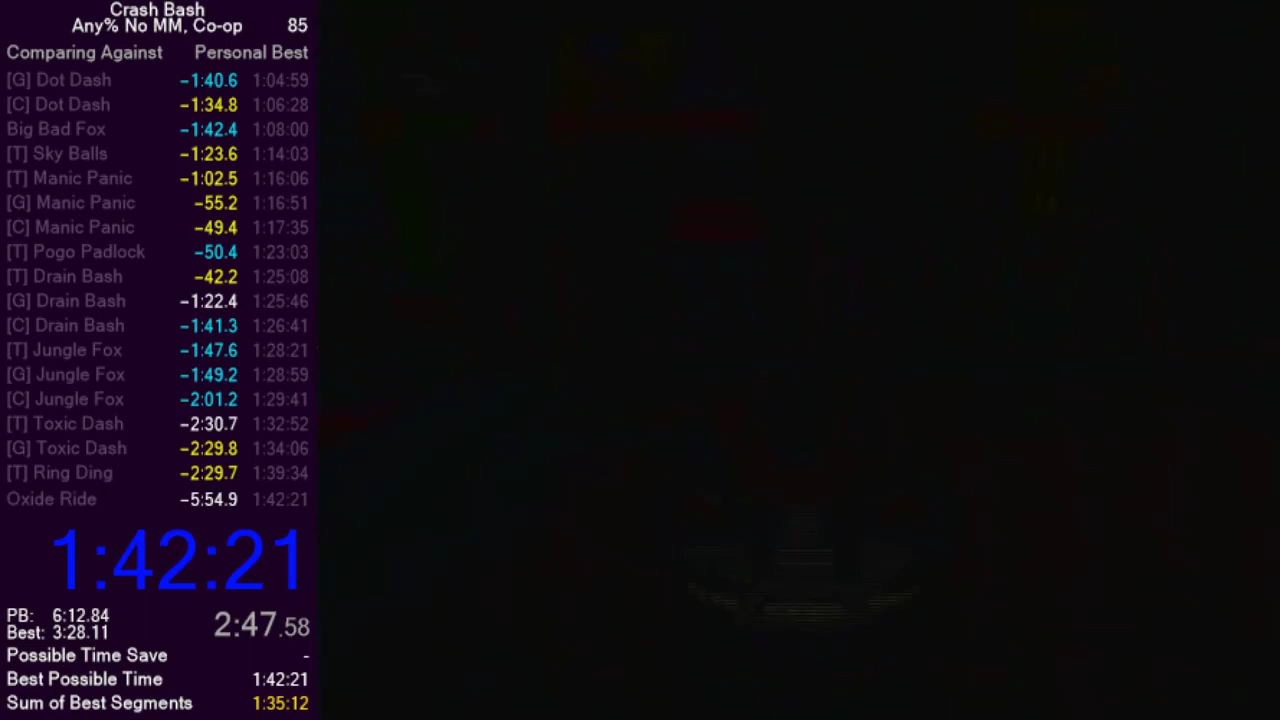 Crash Bash
Any% No MM, Co-op 85
Comparing Against Personal Best
[G] Dot Dash −1:40.6 1:04:59
[C] Dot Dash −1:34.8 1:06:28
Big Bad Fox −1:42.4 1:08:00
[T] Sky Balls −1:23.6 1:14:03
[T] Manic Panic −1:02.5 1:16:06
[G] Manic Panic −55.2 1:16:51
[C] Manic Panic −49.4 1:17:35
[T] Pogo Padlock −50.4 1:23:03
[T] Drain Bash −42.2 1:25:08
[G] Drain Bash −1:22.4 1:25:46
[C] Drain Bash −1:41.3 1:26:41
[T] Jungle Fox −1:47.6 1:28:21
[G] Jungle Fox −1:49.2 1:28:59
[C] Jungle Fox −2:01.2 1:29:41
[T] Toxic Dash −2:30.7 1:32:52
[G] Toxic Dash −2:29.8 1:34:06
[T] Ring Ding −2:29.7 1:39:34
Oxide Ride −5:54.9 1:42:21
1:42:21
PB: 6:12.84
Best: 3:28.11 2:47.58
Possible Time Save -
Best Possible Time 1:42:21
Sum of Best Segments 1:35:12